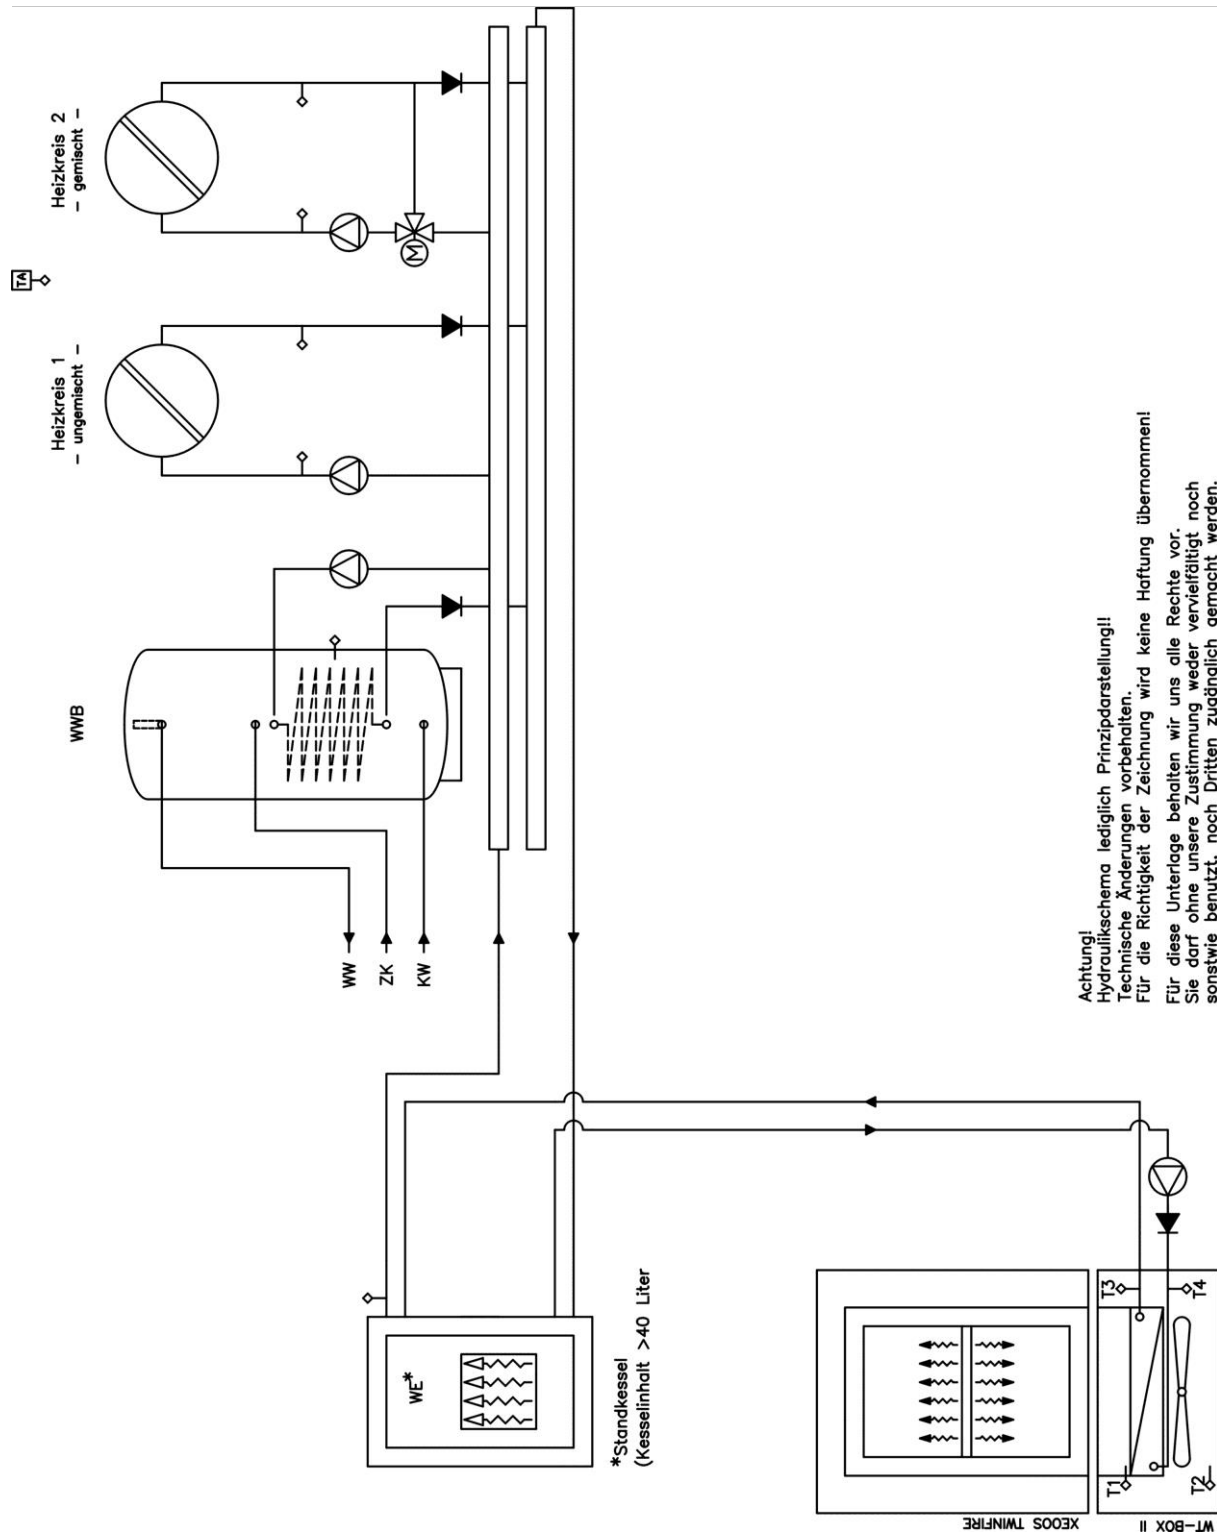 Heizkreis 2
- gemischt -
TA
Heizkreis 1
- ungemischt -
M
WWB
WW
ZK
KW
WE*
*Standkessel
(Kesselinhalt >40 Liter
T3
T4
T1
T2
XEOOS TWINFIRE
WT-BOX II
Achtung!
Hydraulikschema lediglich Prinzipdarstellung!!
Technische Änderungen vorbehalten.
Für die Richtigkeit der Zeichnung wird keine Haftung übernommen!
Für diese Unterlage behalten wir uns alle Rechte vor.
Sie darf ohne unsere Zustimmung weder vervielfältigt noch
sonstwie benutzt, noch Dritten zugänglich gemacht werden.